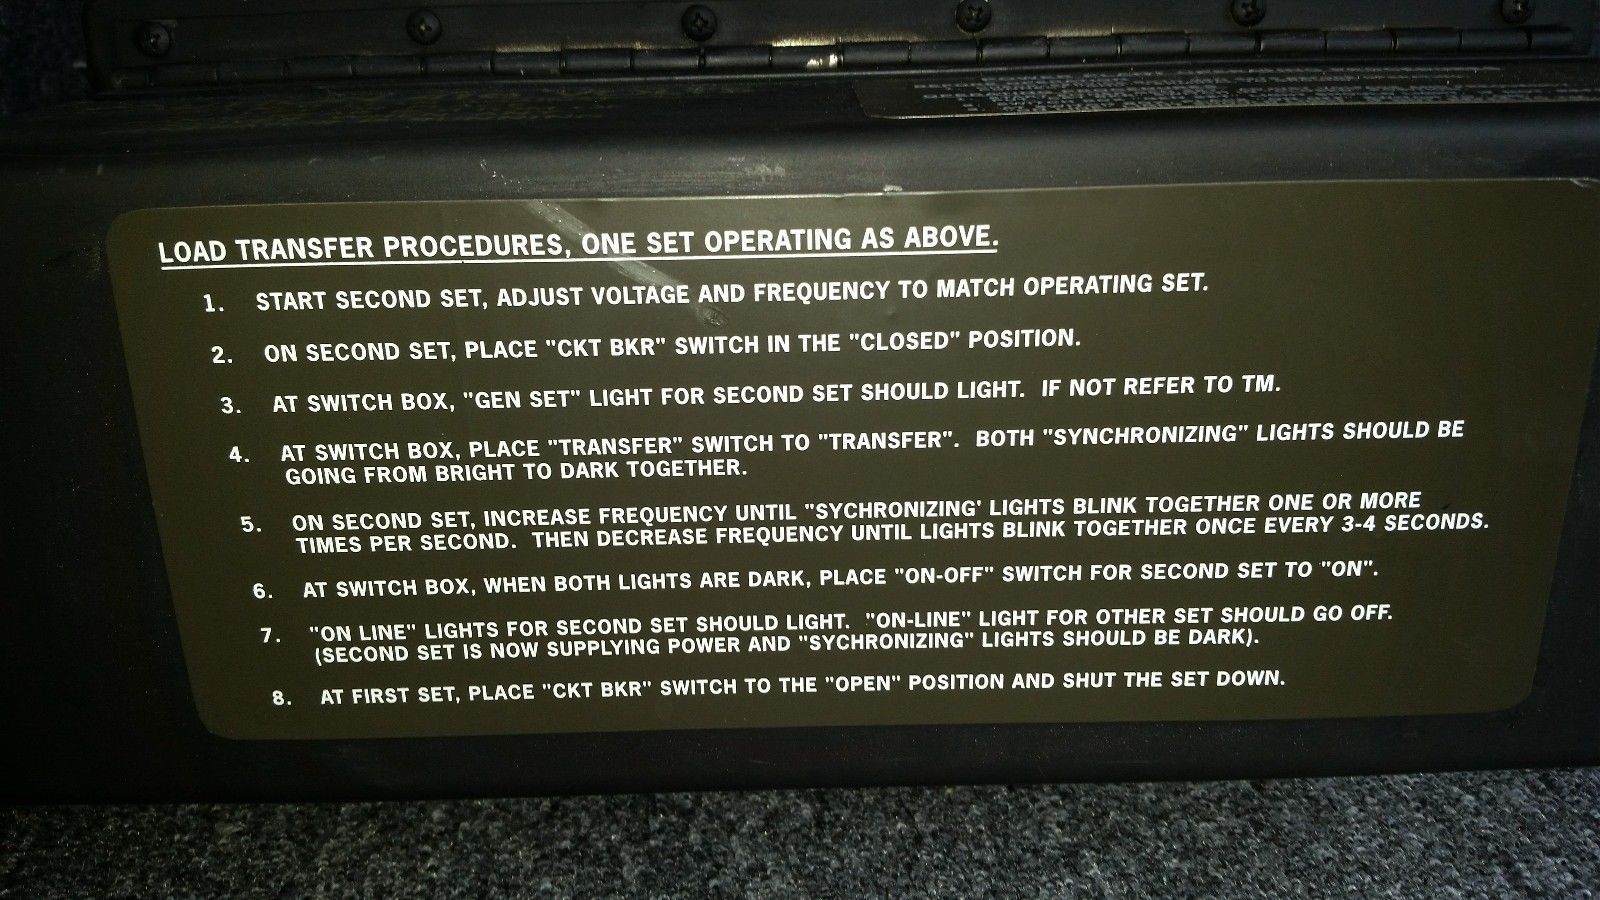 LOAD TRANSFER PROCEDURES, ONE SET OPERATING AS ABOVE.
1. START SECOND SET, ADJUST VOLTAGE AND FREQUENCY TO MATCH OPERATING SET.
2. ON SECOND SET, PLACE "CKT BKR" SWITCH IN THE "CLOSED" POSITION.
3. AT SWITCH BOX, "GEN SET" LIGHT FOR SECOND SET SHOULD LIGHT. IF NOT REFER TO TM.
4. AT SWITCH BOX, PLACE "TRANSFER" SWITCH TO "TRANSFER". BOTH "SYNCHRONIZING" LIGHTS SHOULD BE
GOING FROM BRIGHT TO DARK TOGETHER.
5. ON SECOND SET, INCREASE FREQUENCY UNTIL "SYCHRONIZING' LIGHTS BLINK TOGETHER ONE OR MORE
TIMES PER SECOND. THEN DECREASE FREQUENCY UNTIL LIGHTS BLINK TOGETHER ONCE EVERY 3-4 SECONDS.
6. AT SWITCH BOX, WHEN BOTH LIGHTS ARE DARK, PLACE "ON-OFF" SWITCH FOR SECOND SET TO "ON".
7. "ON LINE" LIGHTS FOR SECOND SET SHOULD LIGHT. "ON-LINE" LIGHT FOR OTHER SET SHOULD GO OFF.
(SECOND SET IS NOW SUPPLYING POWER AND "SYCHRONIZING" LIGHTS SHOULD BE DARK).
8. AT FIRST SET, PLACE "CKT BKR" SWITCH TO THE "OPEN" POSITION AND SHUT THE SET DOWN.